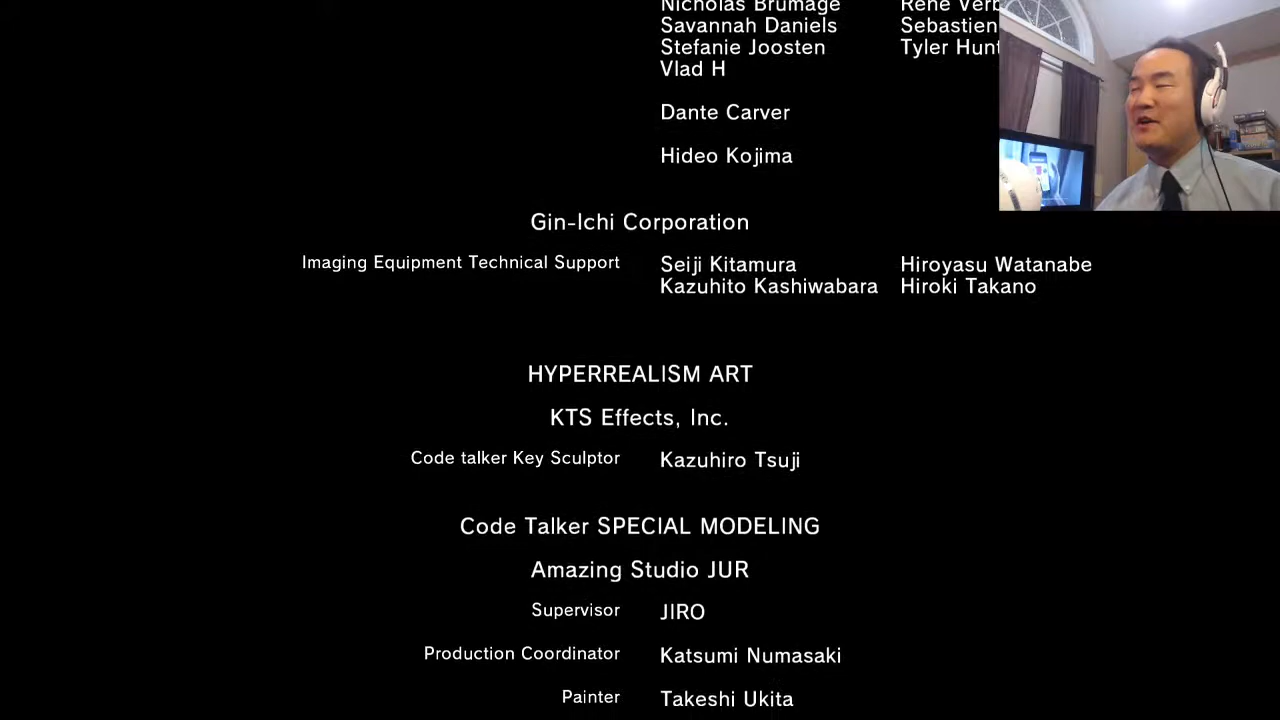 Nicholas Brumage
Savannah Daniels Sebastien
Stefanie Joosten Tyler
Vlad H
Dante Carver
Hideo Kojima
Gin-Ichi Corporation
Imaging Equipment Technical Support Seiji Kitamura Hiroyasu Watanabe
Kazuhito Kashiwabara Hiroki Takano
HYPERREALISM ART
KTS Effects, Inc.
Code talker Key Sculptor Kazuhiro Tsuji
Code Talker SPECIAL MODELING
Amazing Studio JUR
Supervisor JIRO
Production Coordinator Katsumi Numasaki
Painter Takeshi Ukita